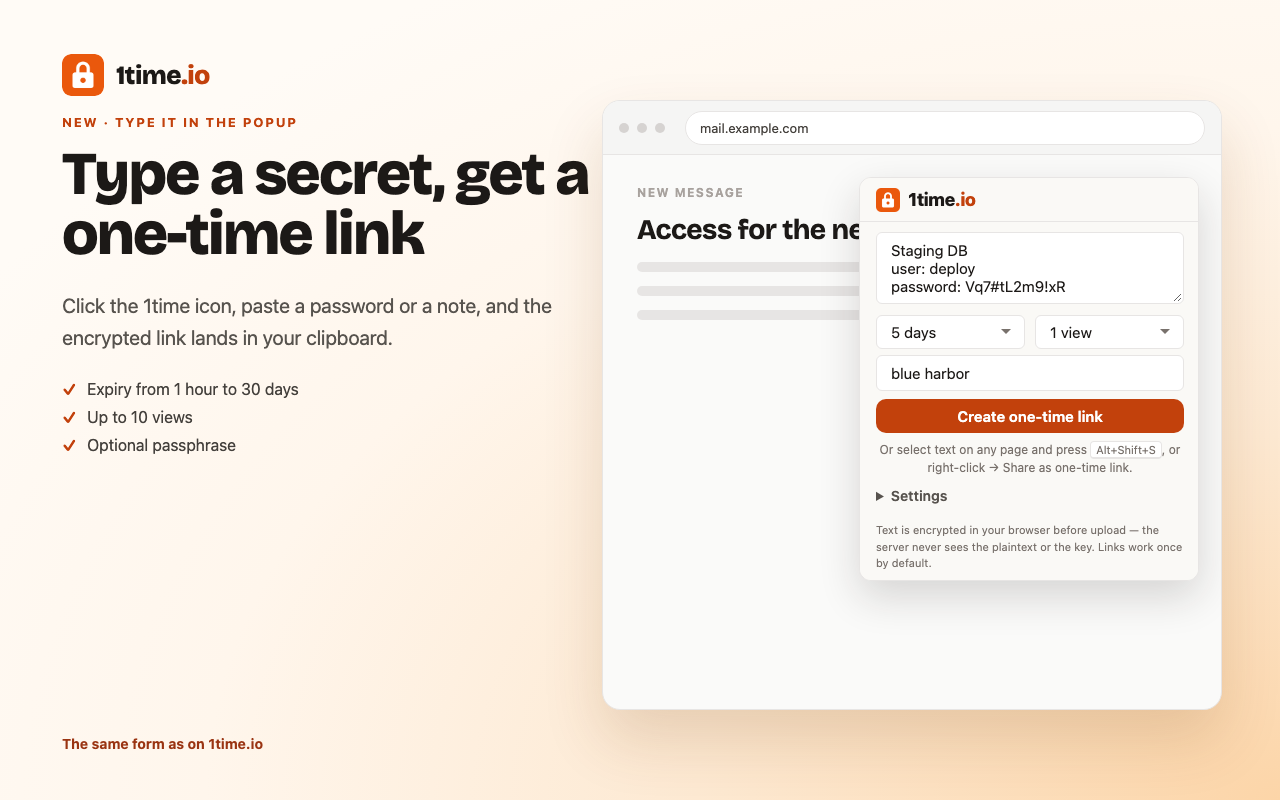 1time.io
NEW · TYPE IT IN THE POPUP
Type a secret, get a
one-time link
Click the 1time icon, paste a password or a note, and the
encrypted link lands in your clipboard.
Expiry from 1 hour to 30 days
Up to 10 views
Optional passphrase
The same form as on 1time.io
mail.example.com
NEW MESSAGE
Access for the ne
1time.io
Staging DB
user: deploy
password: Vq7#tL2m9!xR
5 days
1 view
blue harbor
Create one-time link
Or select text on any page and press Alt+Shift+S, or
right-click → Share as one-time link.
Settings
Text is encrypted in your browser before upload — the
server never sees the plaintext or the key. Links work once
by default.